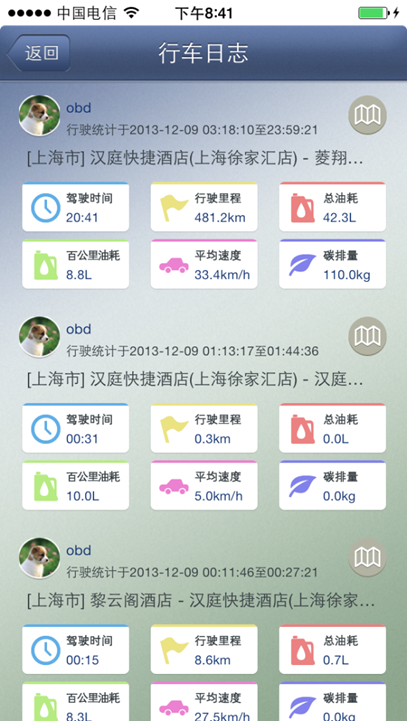 中国电信 下午8:41
返回 行车日志
obd
行驶统计于2013-12-09 03:18:10至23:59:21
[上海市] 汉庭快捷酒店(上海徐家汇店) - 菱翔...
驾驶时间 行驶里程 总油耗
20:41 481.2km 42.3L
百公里油耗 平均速度 碳排量
8.8L 33.4km/h 110.0kg
obd
行驶统计于2013-12-09 01:13:17至01:44:36
[上海市] 汉庭快捷酒店(上海徐家汇店) - 汉庭...
驾驶时间 行驶里程 总油耗
00:31 0.3km 0.0L
百公里油耗 平均速度 碳排量
10.0L 5.0km/h 0.0kg
obd
行驶统计于2013-12-09 00:11:46至00:27:21
[上海市] 黎云阁酒店 - 汉庭快捷酒店(上海徐家...
驾驶时间 行驶里程 总油耗
00:15 8.6km 0.7L
百公里油耗 平均速度 碳排量
8.3L 27.5km/h 0.0kg